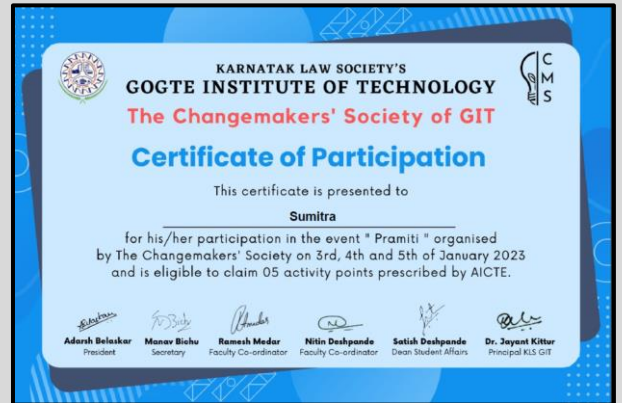 KARNATAK LAW SOCIETY'S
GOGTE INSTITUTE OF TECHNOLOGY
The Changemakers' Society of GIT
C
M
S
Certificate of Participation
This certificate is presented to
Sumitra
for his/her participation in the event " Pramiti " organised
by The Changemakers' Society on 3rd, 4th and 5th of January 2023
and is eligible to claim 05 activity points prescribed by AICTE.
Adarsh Belaskar Manav Bichu Ramesh Medar Nitin Deshpande Satish Deshpande Dr. Jayant Kittur
President Secretary Faculty Co-ordinator Faculty Co-ordinator Dean Student Affairs Principal KLS GIT